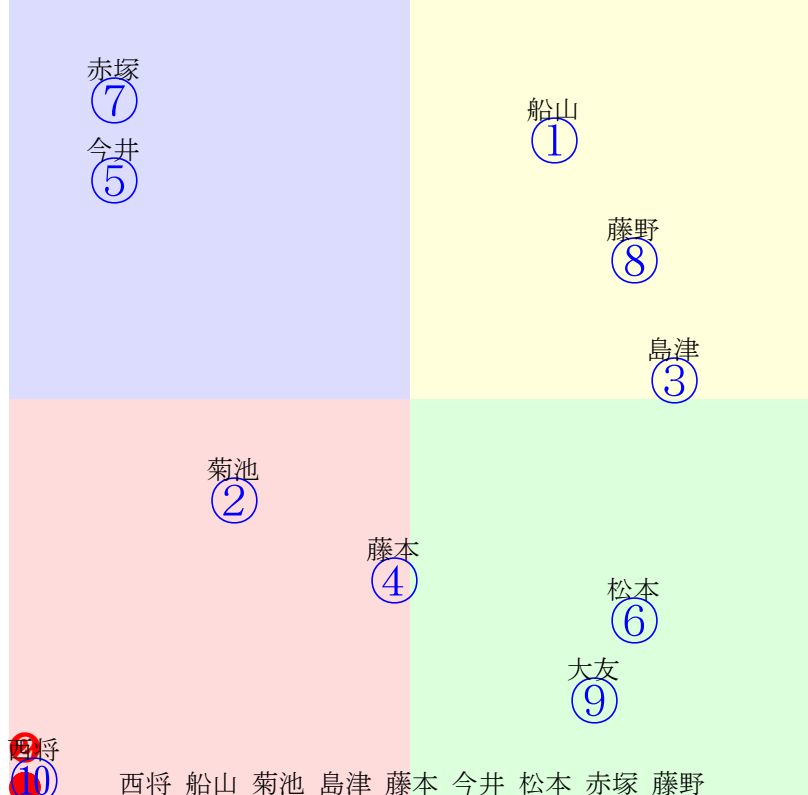 赤塚
⑦
船山
①
今井
⑤
藤野
⑧
島津
③
菊池
②
藤本
④
松本
⑥
大友
⑨
西将
⑩
西将 船山 菊池 島津 藤本 今井 松本 赤塚 藤野